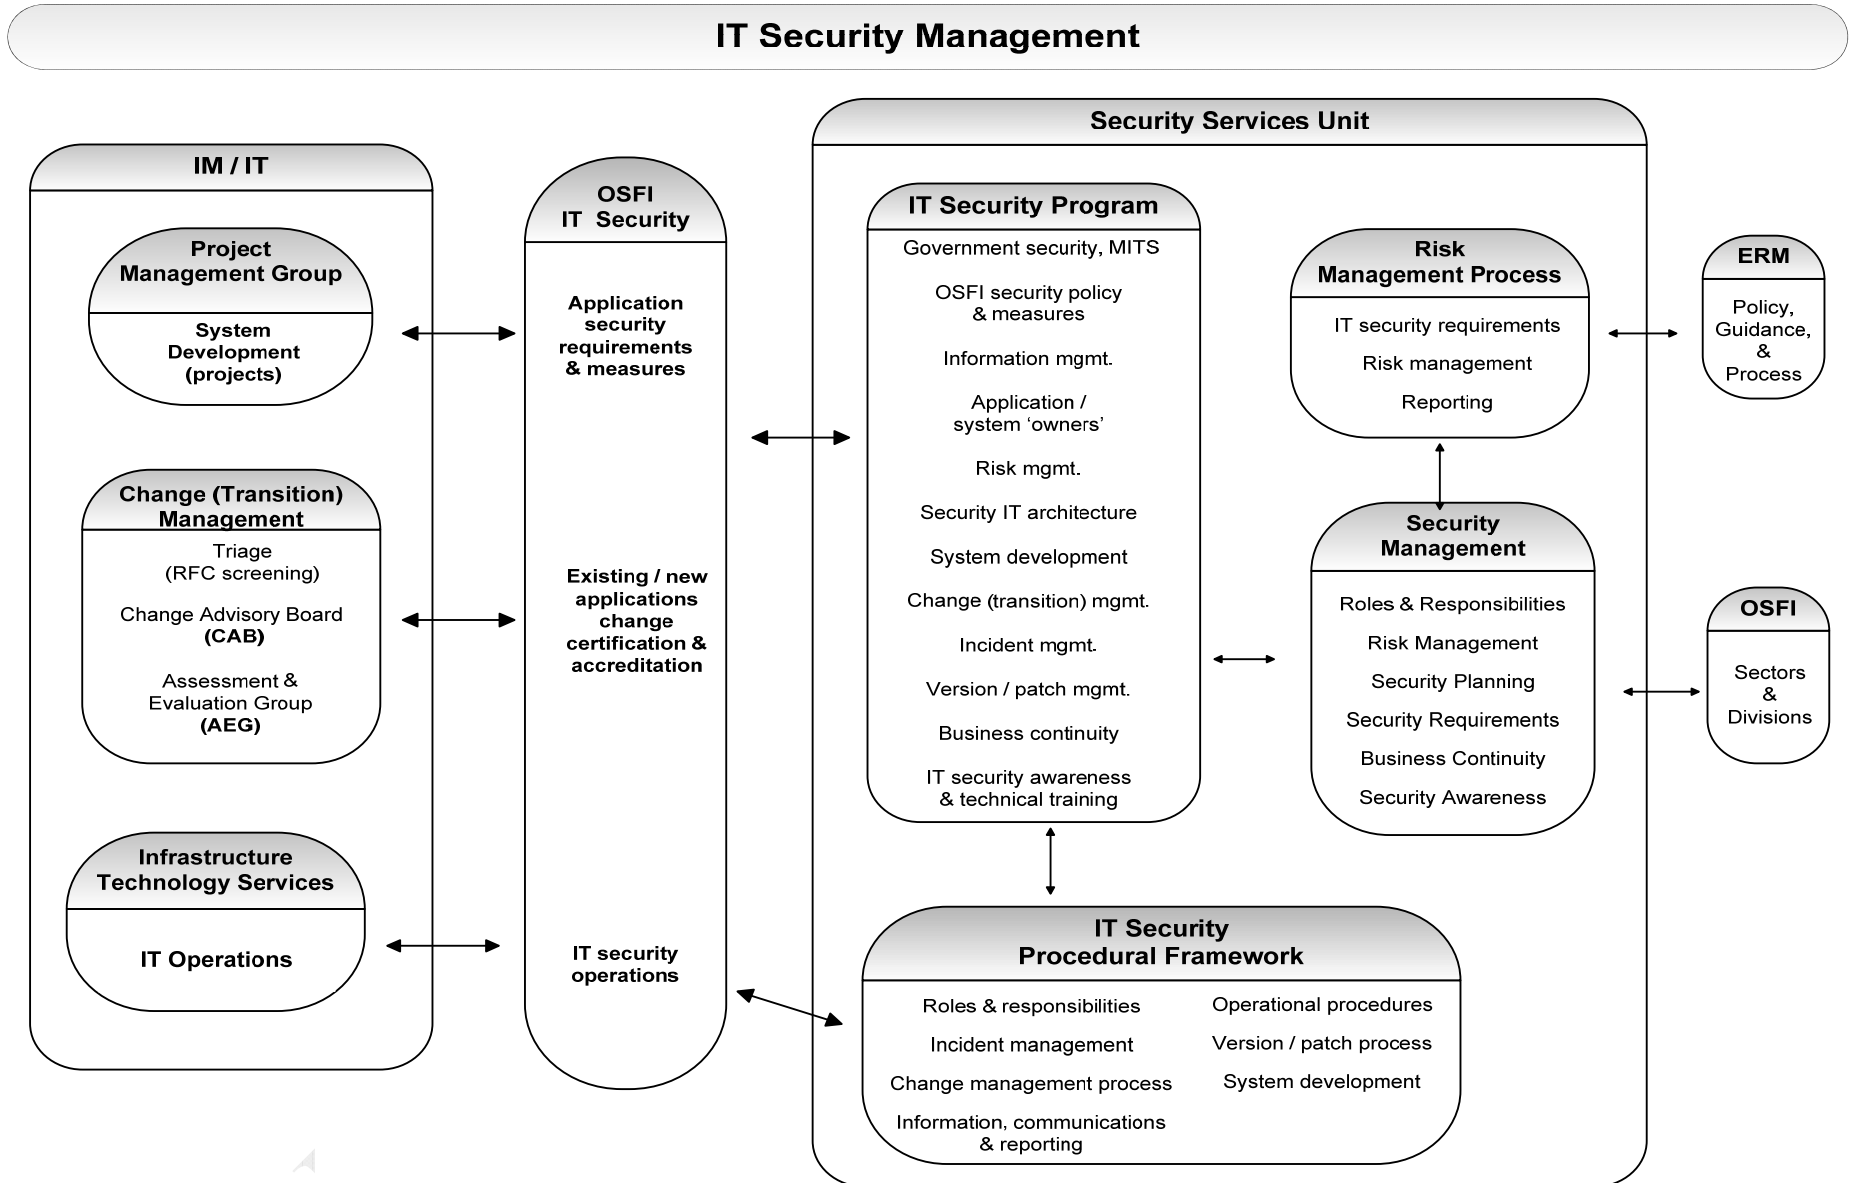 IT Security Management
IM / IT
Project
Management Group
System
Development
(projects)
Change (Transition)
Management
Triage
(RFC screening)
Change Advisory Board
(CAB)
Assessment &
Evaluation Group
(AEG)
Infrastructure
Technology Services
IT Operations
OSFI
IT Security
Application
security
requirements
& measures
Existing / new
applications
change
certification &
accreditation
IT security
operations
Security Services Unit
IT Security Program
Government security, MITS
OSFI security policy
& measures
Information mgmt.
Application /
system ‘owners’
Risk mgmt.
Security IT architecture
System development
Change (transition) mgmt.
Incident mgmt.
Version / patch mgmt.
Business continuity
IT security awareness
& technical training
Risk
Management Process
IT security requirements
Risk management
Reporting
Security
Management
Roles & Responsibilities
Risk Management
Security Planning
Security Requirements
Business Continuity
Security Awareness
IT Security
Procedural Framework
Roles & responsibilities
Incident management
Change management process
Information, communications
& reporting
Operational procedures
Version / patch process
System development
ERM
Policy,
Guidance,
&
Process
OSFI
Sectors
&
Divisions